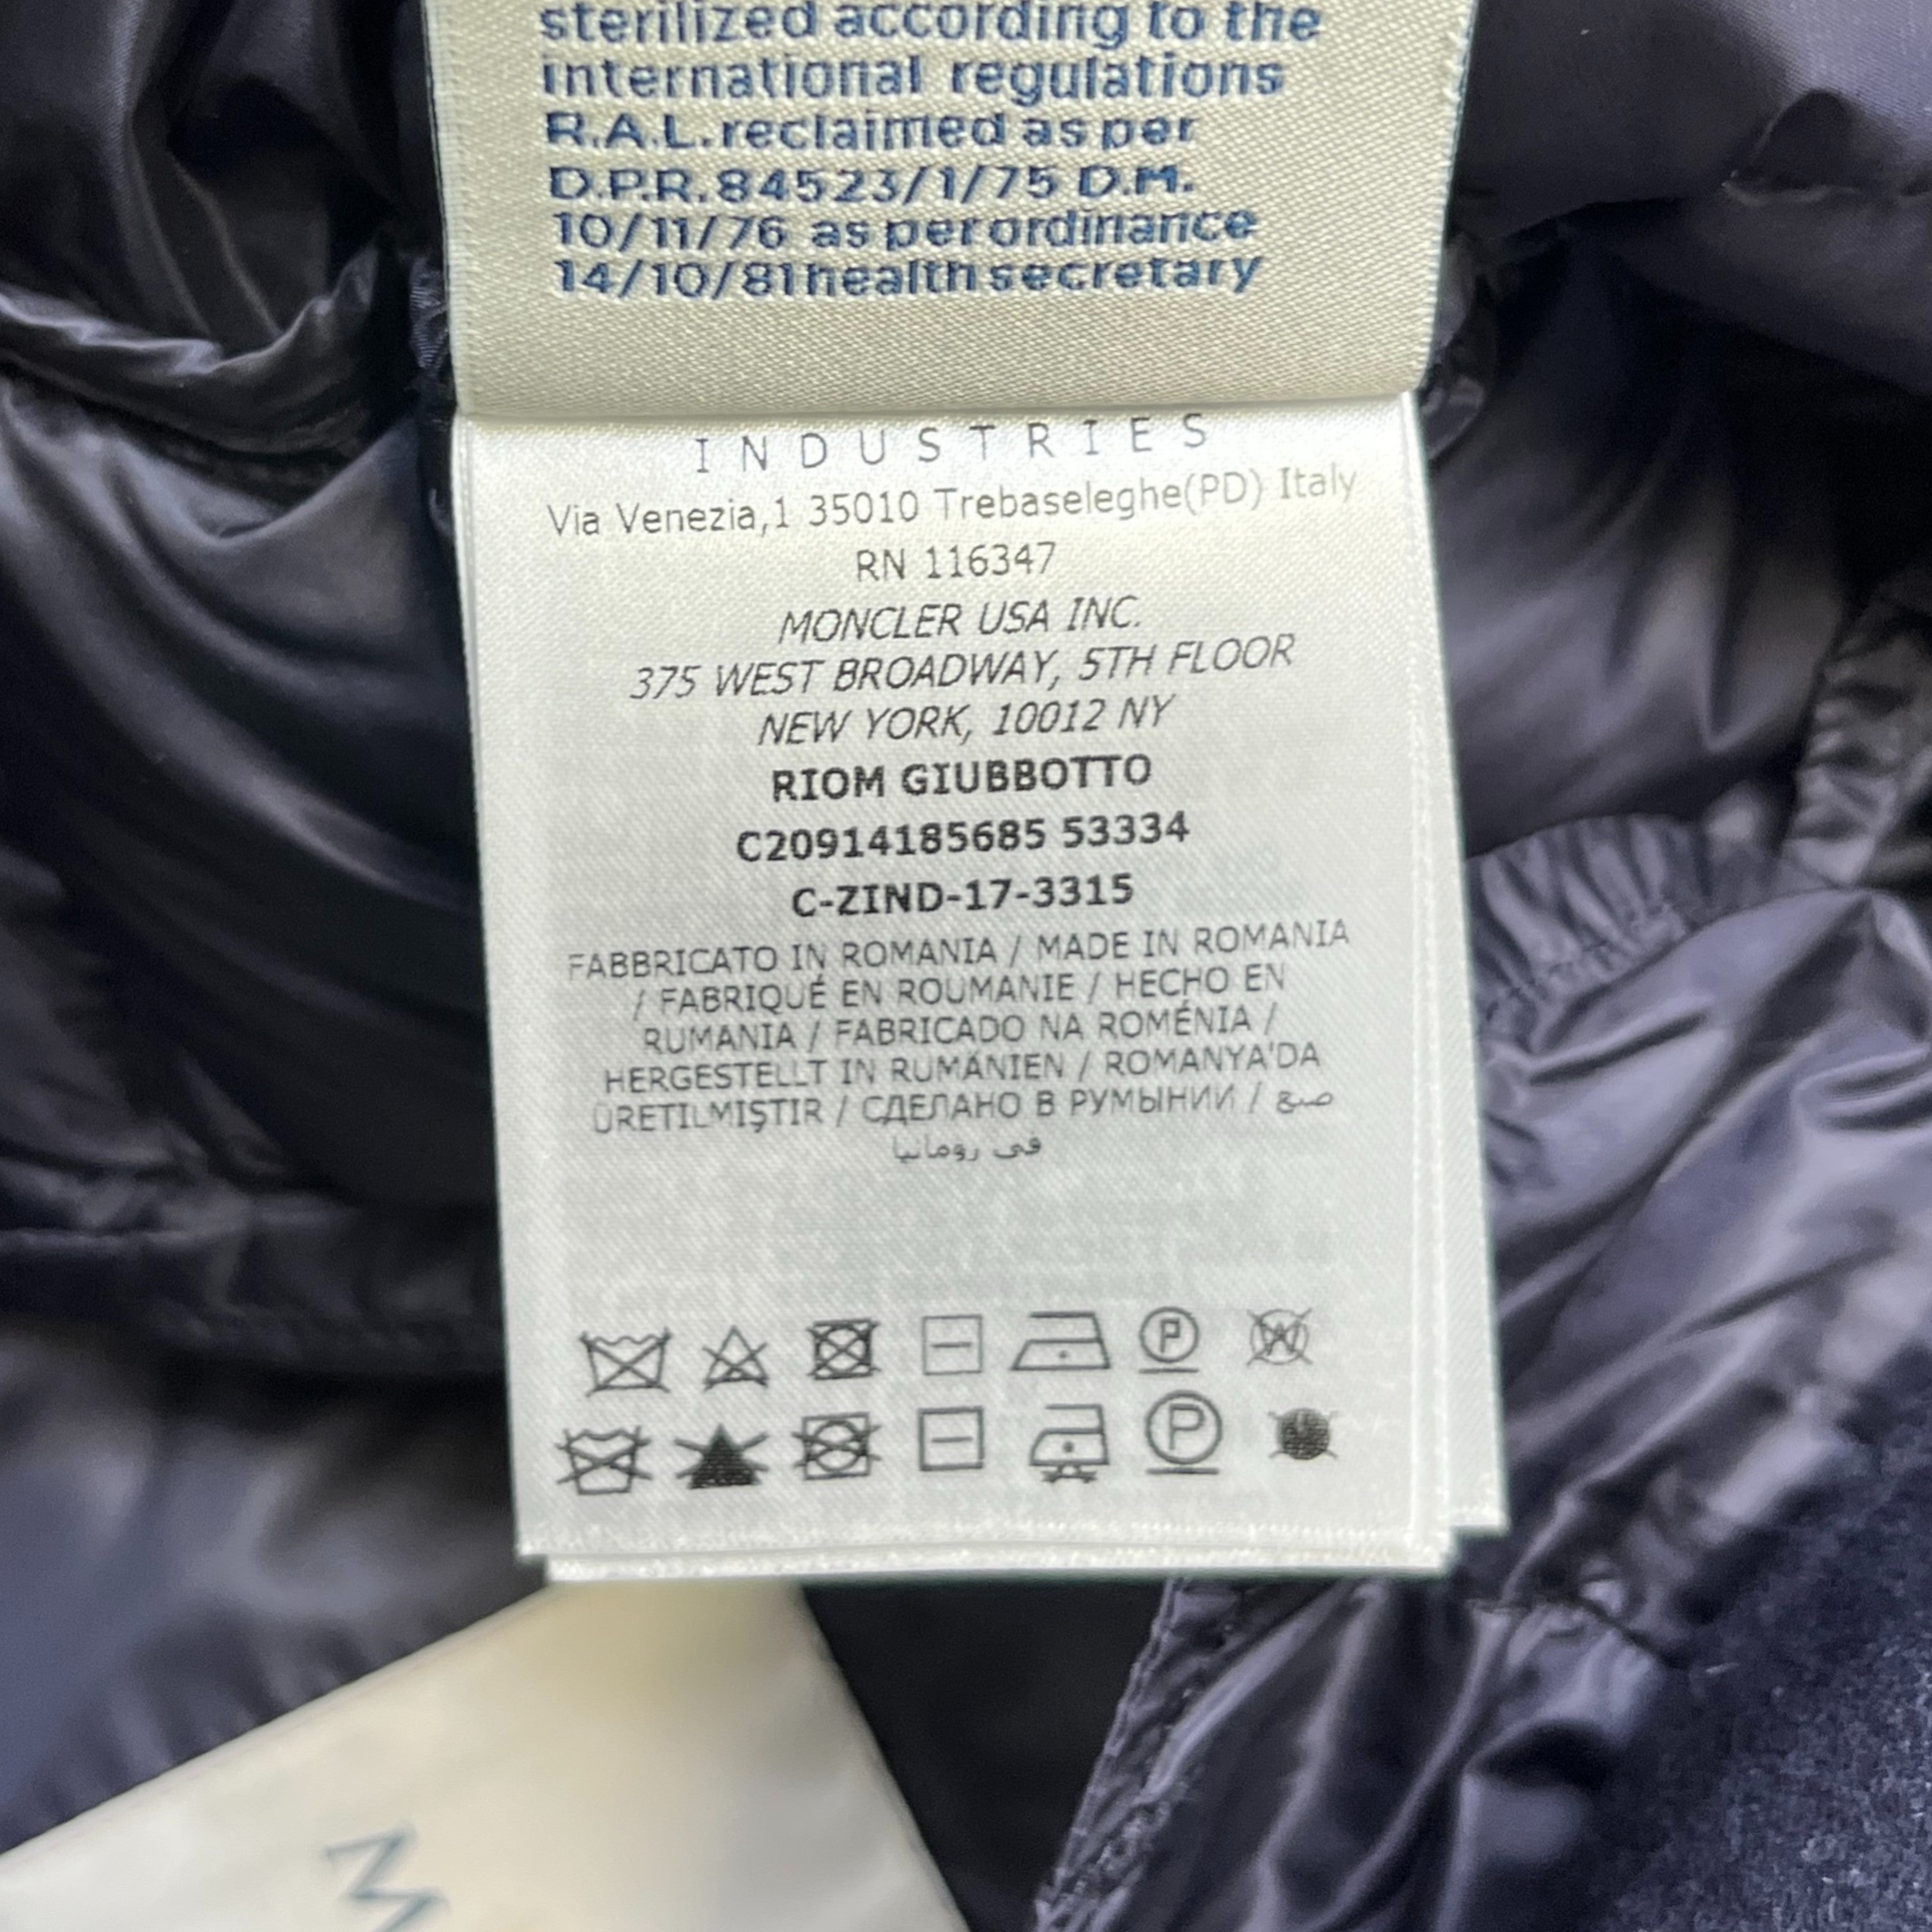 sterilized according to the
international regulations
R.A.L. reclaimed as per
D.P.R. 84523/1/75 D.M.
10/11/76 as per ordinance
14/10/81 health secretary
INDUSTRIES
Via Venezia,1 35010 Trebaseleghe(PD) Italy
RN 116347
MONCLER USA INC.
375 WEST BROADWAY, 5TH FLOOR
NEW YORK, 10012 NY
RIOM GIUBBOTTO
C20914185685 53334
C-ZIND-17-3315
FABBRICATO IN ROMANIA / MADE IN ROMANIA
/ FABRIQUÉ EN ROUMANIE / HECHO EN
RUMANIA / FABRICADO NA ROMÉNIA /
HERGESTELLT IN RUMÄNIEN / ROMANYA'DA
ÜRETILMIŞTIR / СДЕЛАНО В РУМЫНИИ / صنع
في رومانيا
P W
P
M